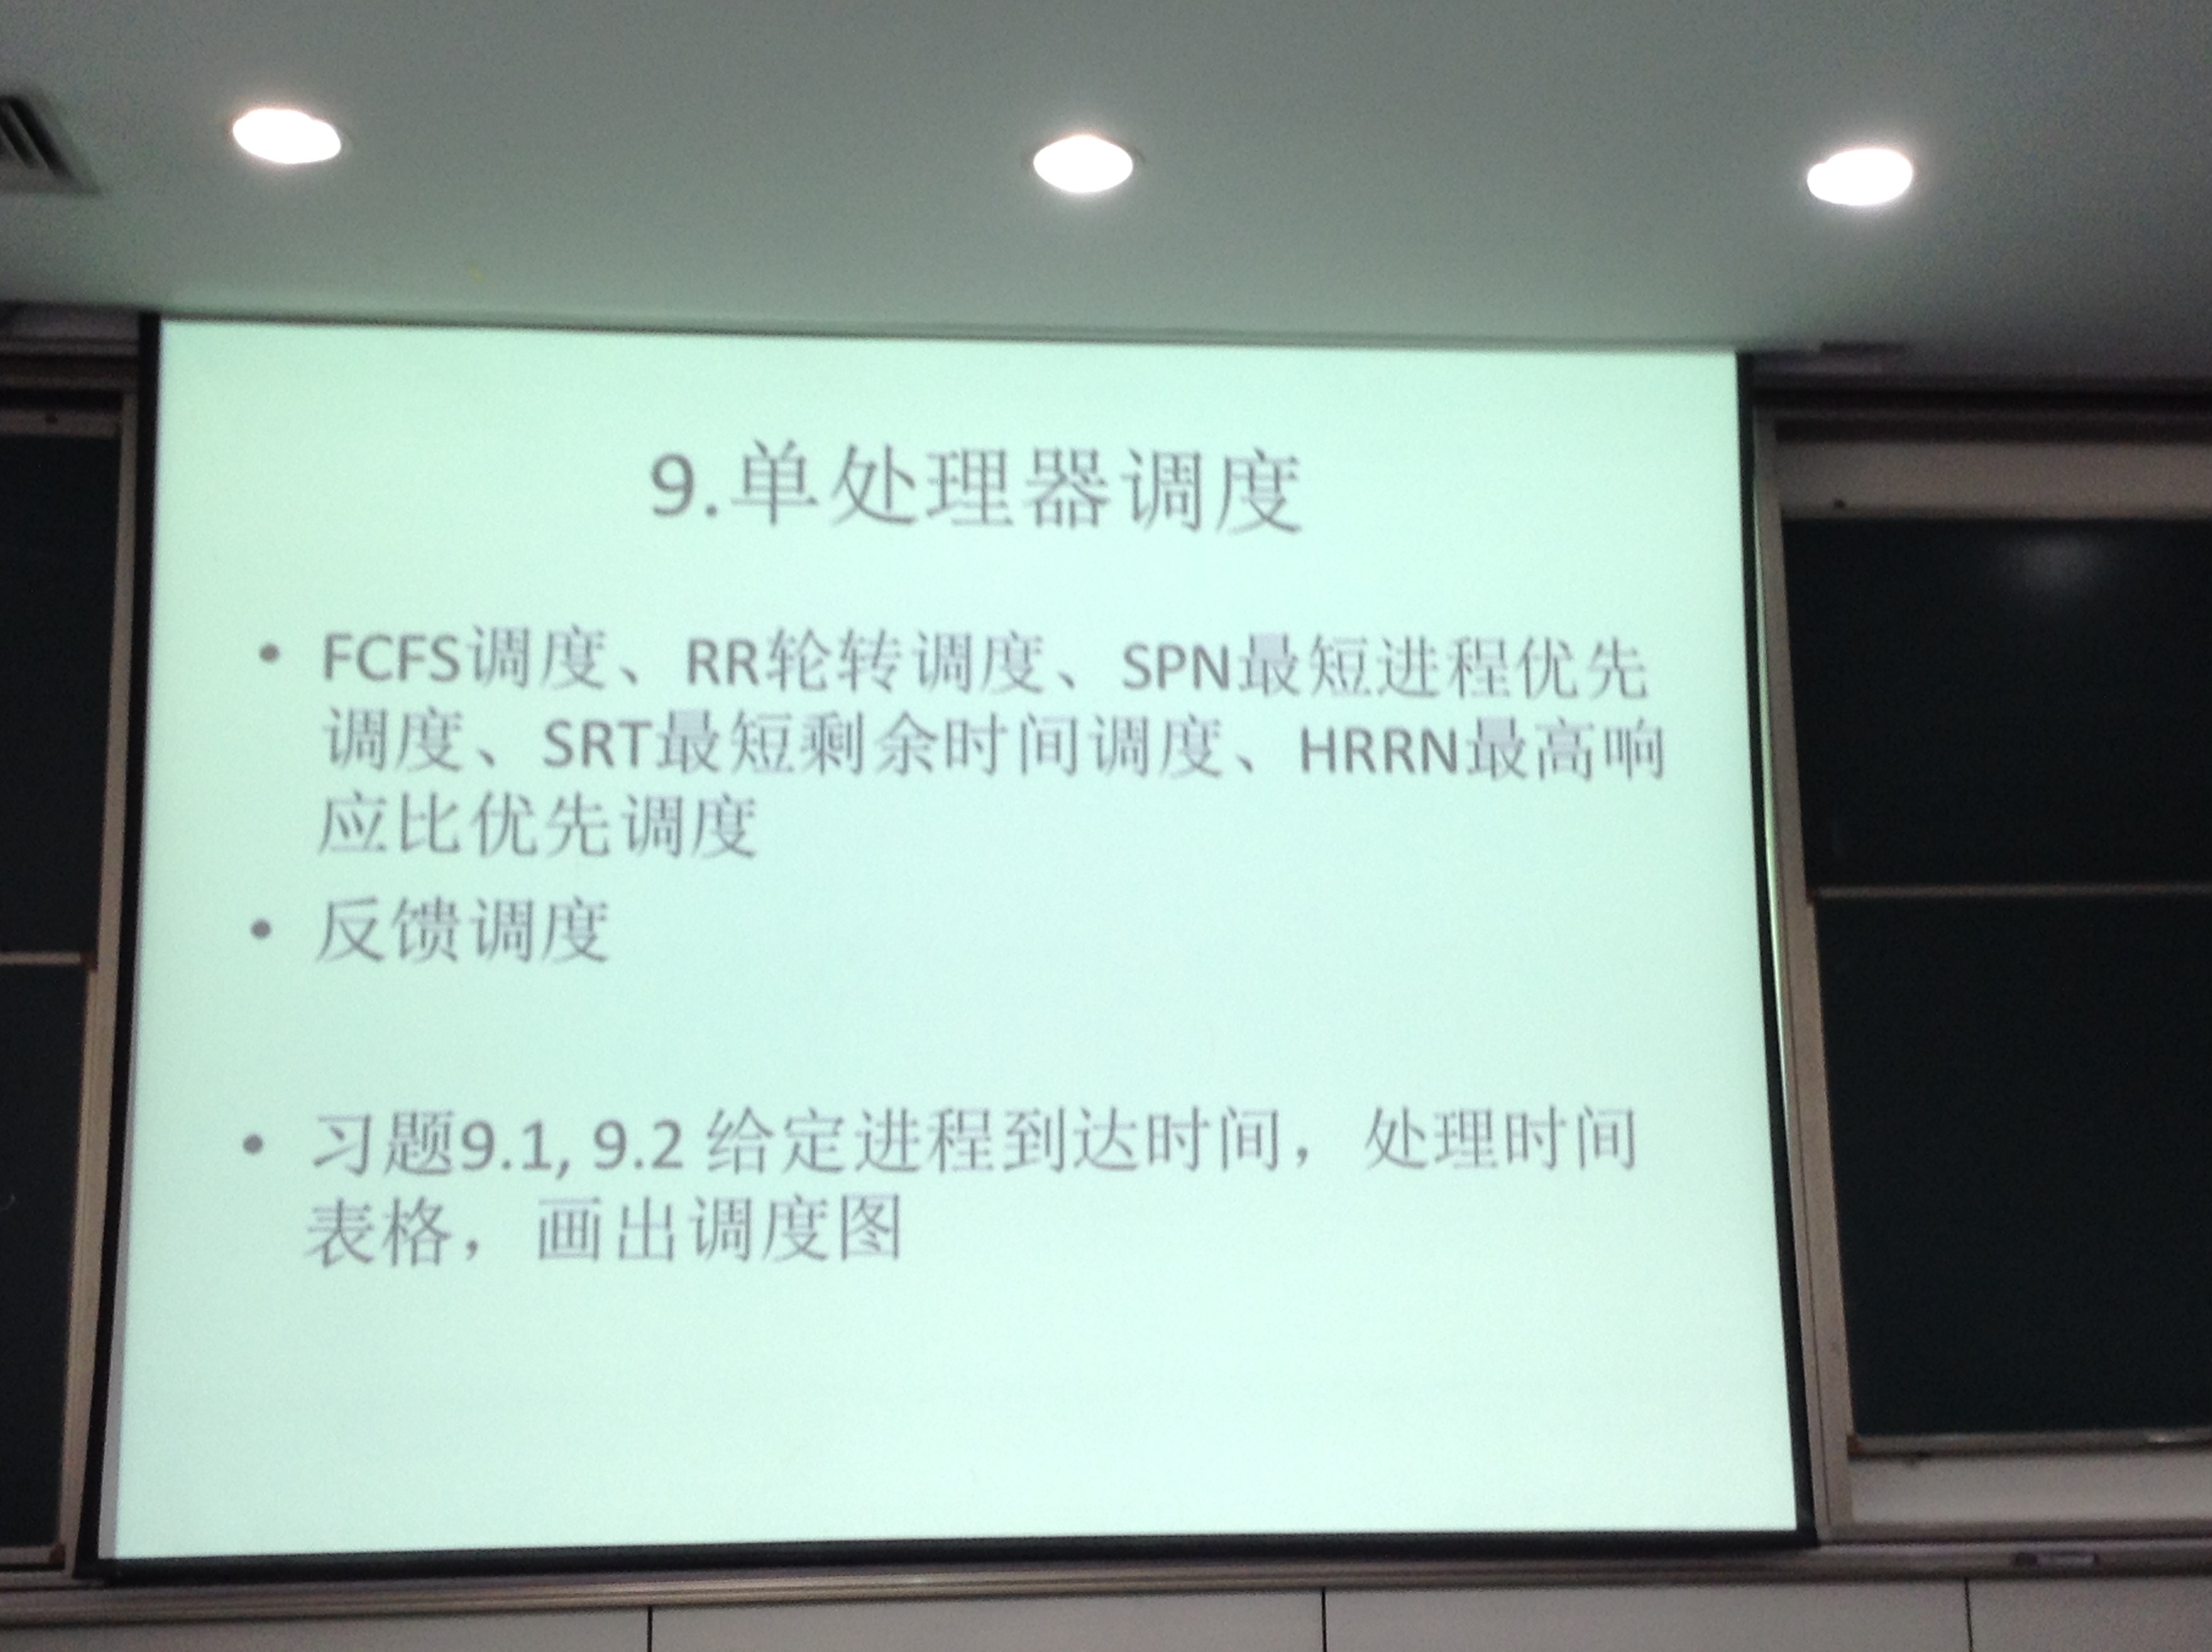 9.单处理器调度
• FCFS调度、RR轮转调度、SPN最短进程优先
调度、SRT最短剩余时间调度、HRRN最高响
应比优先调度
• 反馈调度
• 习题9.1, 9.2 给定进程到达时间，处理时间
表格，画出调度图